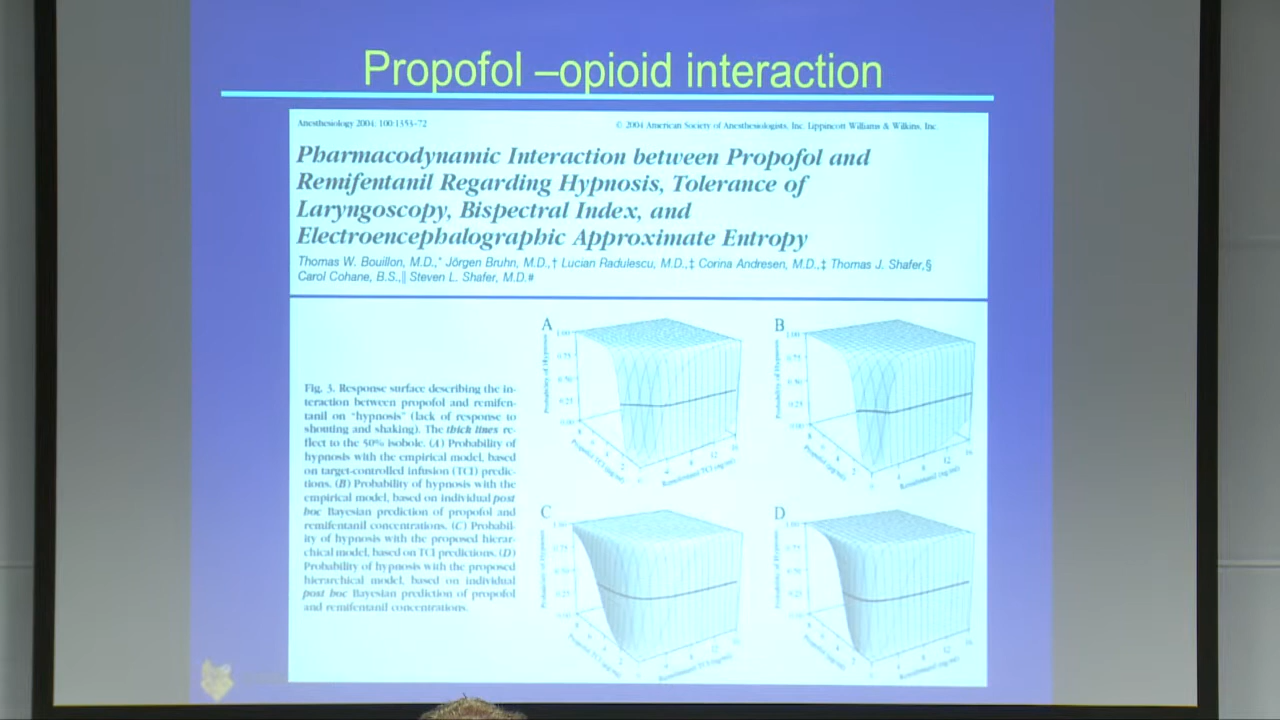 Propofol –opioid interaction
Anesthesiology 2004; 100:1353–72
© 2004 American Society of Anesthesiologists, Inc. Lippincott Williams & Wilkins, Inc.
Pharmacodynamic Interaction between Propofol and
Remifentanil Regarding Hypnosis, Tolerance of
Laryngoscopy, Bispectral Index, and
Electroencephalographic Approximate Entropy
Thomas W. Bouillon, M.D.,* Jörgen Bruhn, M.D.,† Lucian Radulescu, M.D.,‡ Corina Andresen, M.D.,‡ Thomas J. Shafer,§
Carol Cohane, B.S.,|| Steven L. Shafer, M.D.#
Fig. 3. Response surface describing the in-
teraction between propofol and remifen-
tanil on "hypnosis" (lack of response to
shouting and shaking). The thick lines re-
flect to the 50% isobole. (A) Probability of
hypnosis with the empirical model, based
on target-controlled infusion (TCI) predic-
tions. (B) Probability of hypnosis with the
empirical model, based on individual post
hoc Bayesian prediction of propofol and
remifentanil concentrations. (C) Probabil-
ity of hypnosis with the proposed hierar-
chical model, based on TCI predictions. (D)
Probability of hypnosis with the proposed
hierarchical model, based on individual
post hoc Bayesian prediction of propofol
and remifentanil concentrations.
A
B
C
D